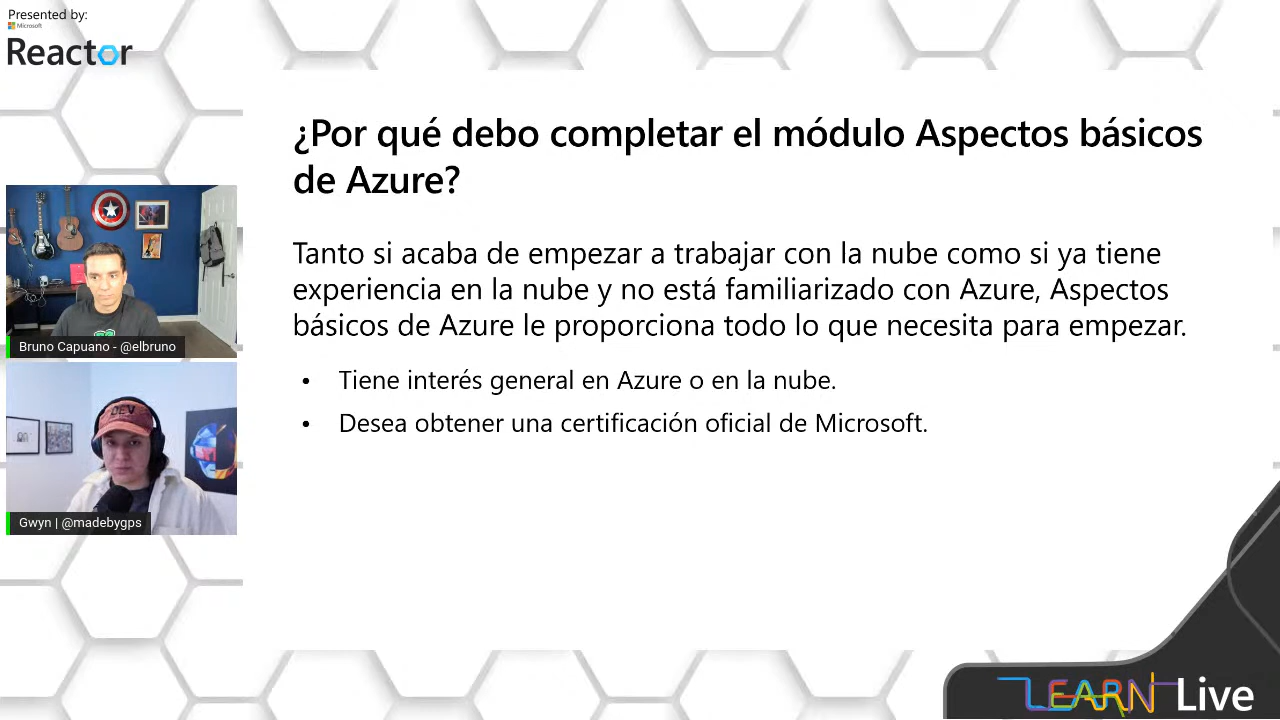 Presented by:
Microsoft
Reactor
¿Por qué debo completar el módulo Aspectos básicos
de Azure?
Tanto si acaba de empezar a trabajar con la nube como si ya tiene
experiencia en la nube y no está familiarizado con Azure, Aspectos
básicos de Azure le proporciona todo lo que necesita para empezar.
• Tiene interés general en Azure o en la nube.
• Desea obtener una certificación oficial de Microsoft.
Bruno Capuano - @elbruno
DEV
Gwyn | @madebygps
LEARN Live